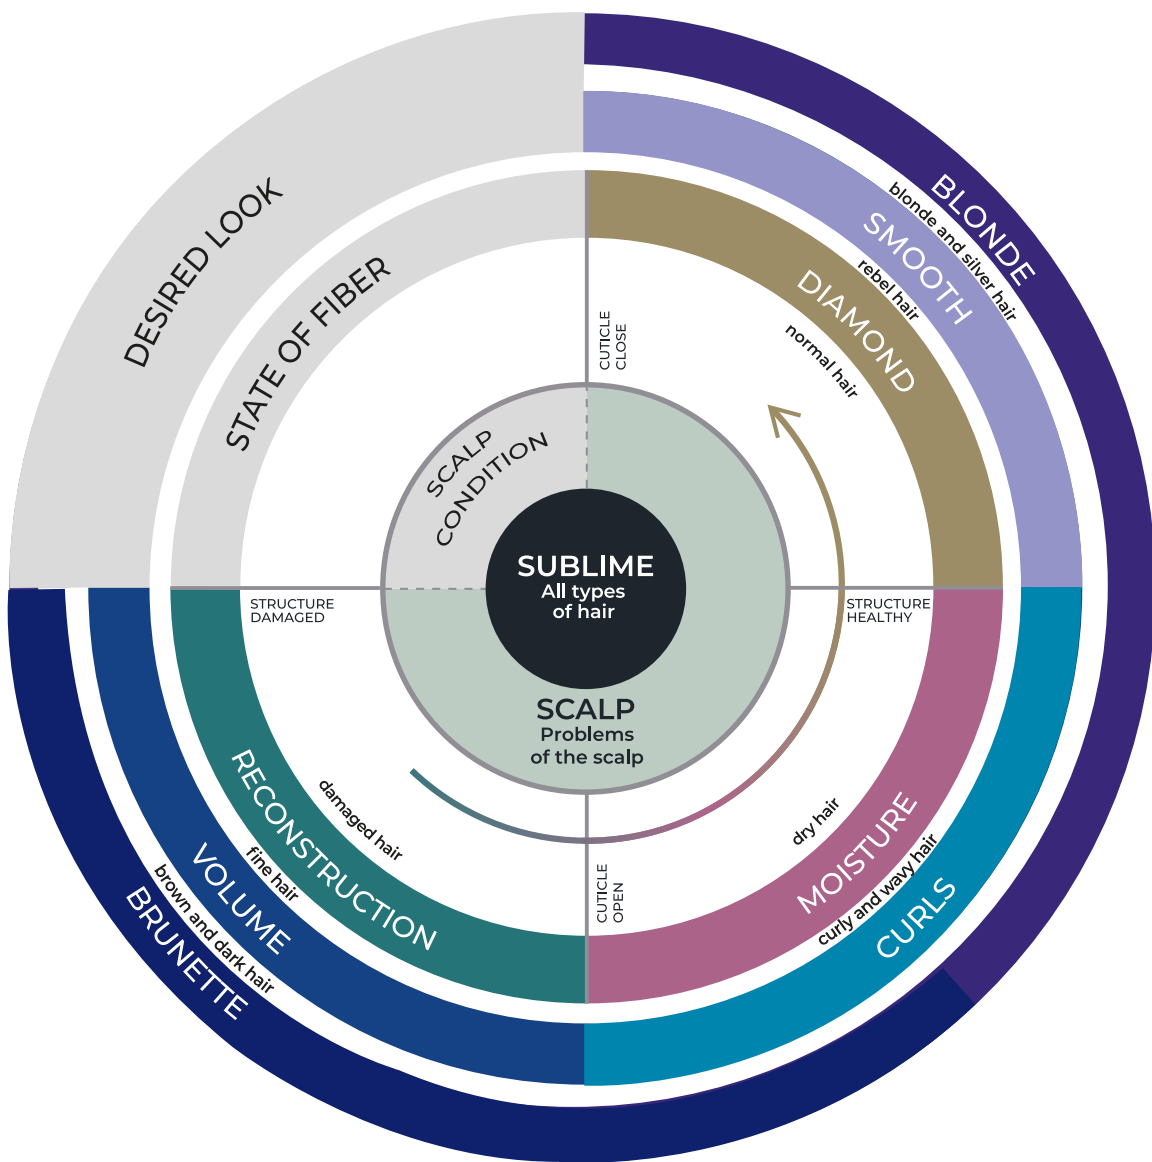 DESIRED LOOK
STATE OF FIBER
SCALP
CONDITION
BLONDE
blonde and silver hair
SMOOTH
rebel hair
DIAMOND
normal hair
CUTICLE
CLOSE
SUBLIME
All types
of hair
STRUCTURE
DAMAGED
STRUCTURE
HEALTHY
SCALP
Problems
of the scalp
CUTICLE
OPEN
damaged hair
RECONSTRUCTION
fine hair
VOLUME
brown and dark hair
BRUNETTE
dry hair
MOISTURE
curly and wavy hair
CURLS